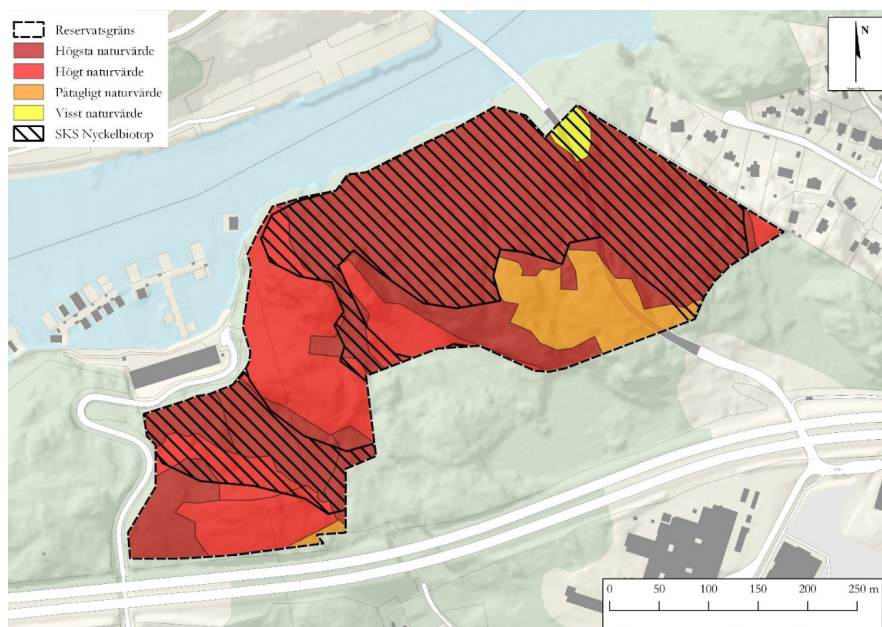 Reservatsgräns
Högsta naturvärde
Högt naturvärde
Påtagligt naturvärde
Visst naturvärde
SKS Nyckelbiotop
N
0 50 100 150 200 250 m